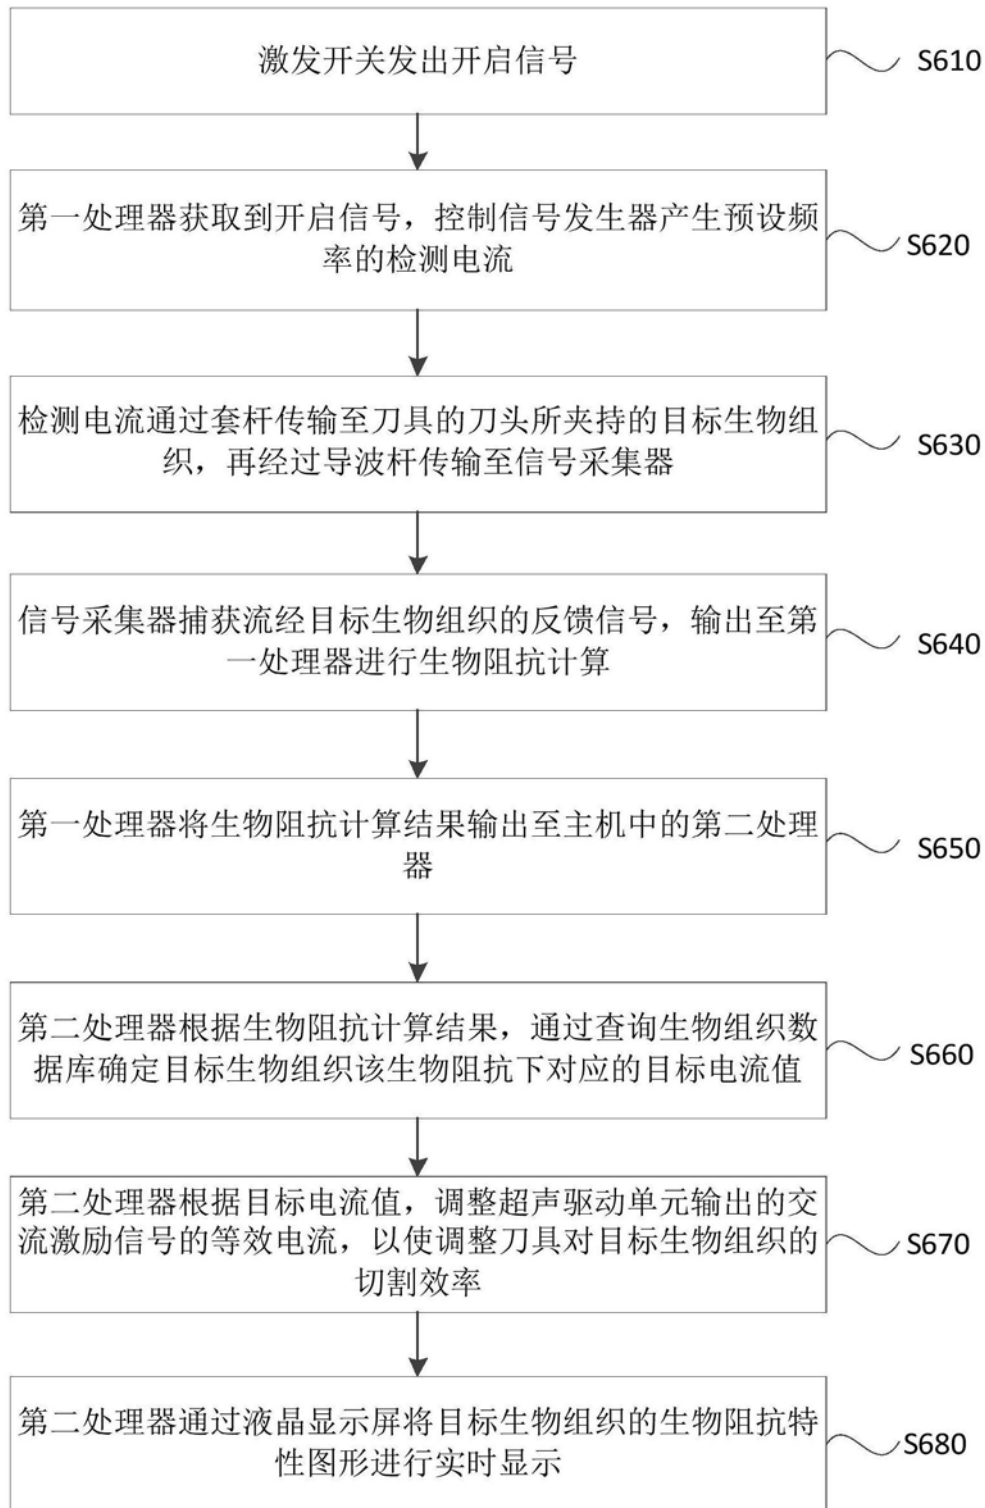 激发开关发出开启信号
S610
第一处理器获取到开启信号，控制信号发生器产生预设频
率的检测电流
S620
检测电流通过套杆传输至刀具的刀头所夹持的目标生物组
织，再经过导波杆传输至信号采集器
S630
信号采集器捕获流经目标生物组织的反馈信号，输出至第
一处理器进行生物阻抗计算
S640
第一处理器将生物阻抗计算结果输出至主机中的第二处理
器
S650
第二处理器根据生物阻抗计算结果，通过查询生物组织数
据库确定目标生物组织该生物阻抗下对应的目标电流值
S660
第二处理器根据目标电流值，调整超声驱动单元输出的交
流激励信号的等效电流，以使调整刀具对目标生物组织的
切割效率
S670
第二处理器通过液晶显示屏将目标生物组织的生物阻抗特
性图形进行实时显示
S680